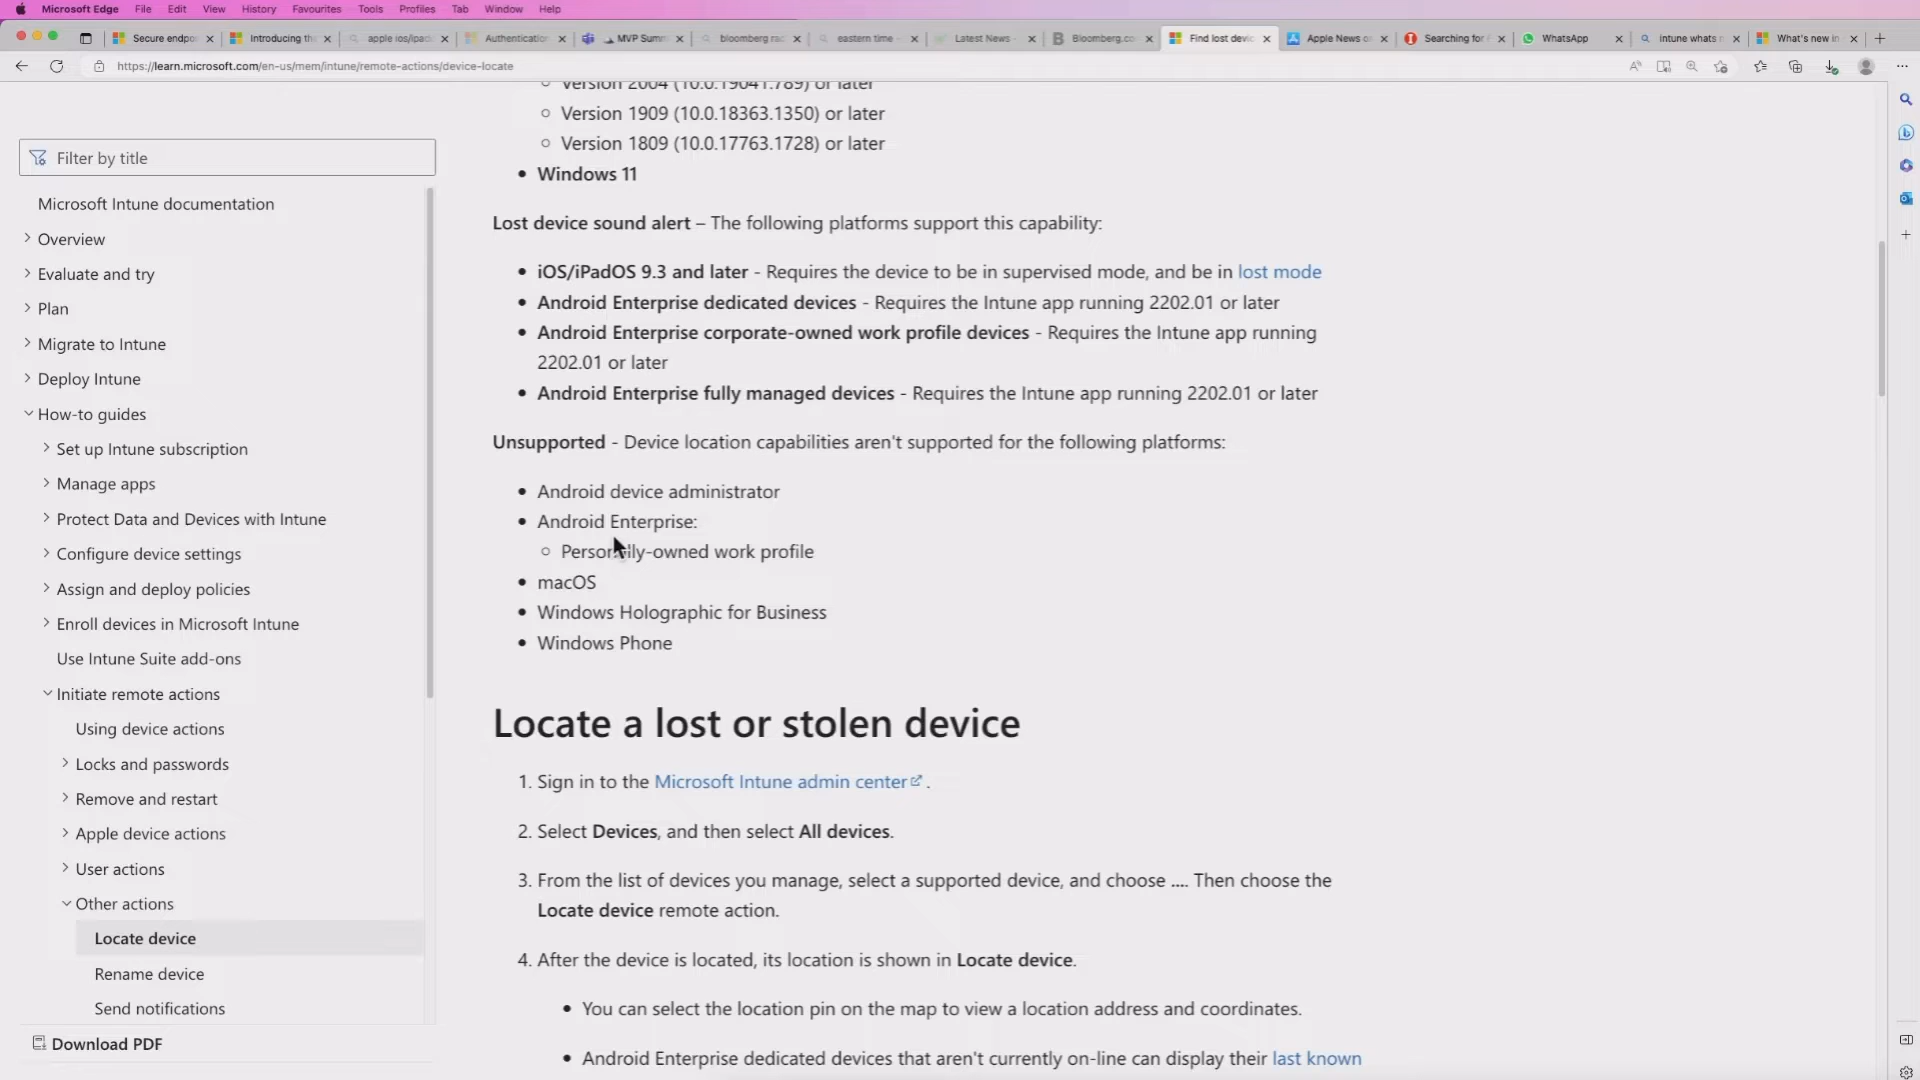 Microsoft Edge File Edit View History Favourites Tools Profiles Tab Window Help
Secure endpo Introducing th apple ios/ipad Authentication MVP Sum bloomberg rad eastern time - Latest News - Bloomberg.co Find lost devic Apple News o Searching for WhatsApp intune whats What's new in
https://learn.microsoft.com/en-us/mem/intune/remote-actions/device-locate
Filter by title
Microsoft Intune documentation
Overview
Evaluate and try
Plan
Migrate to Intune
Deploy Intune
How-to guides
Set up Intune subscription
Manage apps
Protect Data and Devices with Intune
Configure device settings
Assign and deploy policies
Enroll devices in Microsoft Intune
Use Intune Suite add-ons
Initiate remote actions
Using device actions
Locks and passwords
Remove and restart
Apple device actions
User actions
Other actions
Locate device
Rename device
Send notifications
Download PDF
Version 2004 (10.0.19041.789) or later
Version 1909 (10.0.18363.1350) or later
Version 1809 (10.0.17763.1728) or later
Windows 11
Lost device sound alert – The following platforms support this capability:
iOS/iPadOS 9.3 and later - Requires the device to be in supervised mode, and be in lost mode
Android Enterprise dedicated devices - Requires the Intune app running 2202.01 or later
Android Enterprise corporate-owned work profile devices - Requires the Intune app running
2202.01 or later
Android Enterprise fully managed devices - Requires the Intune app running 2202.01 or later
Unsupported - Device location capabilities aren't supported for the following platforms:
Android device administrator
Android Enterprise:
Personally-owned work profile
macOS
Windows Holographic for Business
Windows Phone
Locate a lost or stolen device
1. Sign in to the Microsoft Intune admin center .
2. Select Devices, and then select All devices.
3. From the list of devices you manage, select a supported device, and choose .... Then choose the
Locate device remote action.
4. After the device is located, its location is shown in Locate device.
You can select the location pin on the map to view a location address and coordinates.
Android Enterprise dedicated devices that aren't currently on-line can display their last known